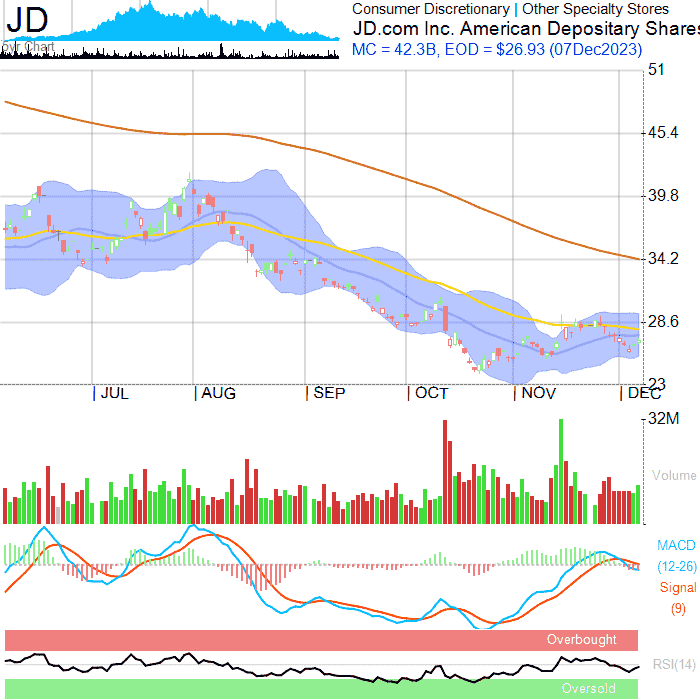 JD
Consumer Discretionary | Other Specialty Stores
JD.com Inc. American Depositary Shares
MC = 42.3B, EOD = $26.93 (07Dec2023)
Chart
51
45.4
39.8
34.2
28.6
23
JUL
AUG
SEP
OCT
NOV
DEC
32M
Volume
MACD
(12-26)
Signal
(9)
Overbought
RSI(14)
Oversold